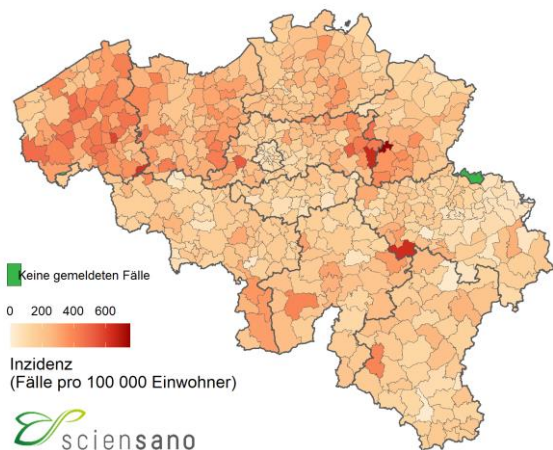 Keine gemeldeten Fälle
0 200 400 600
Inzidenz
(Fälle pro 100 000 Einwohner)
sciensano